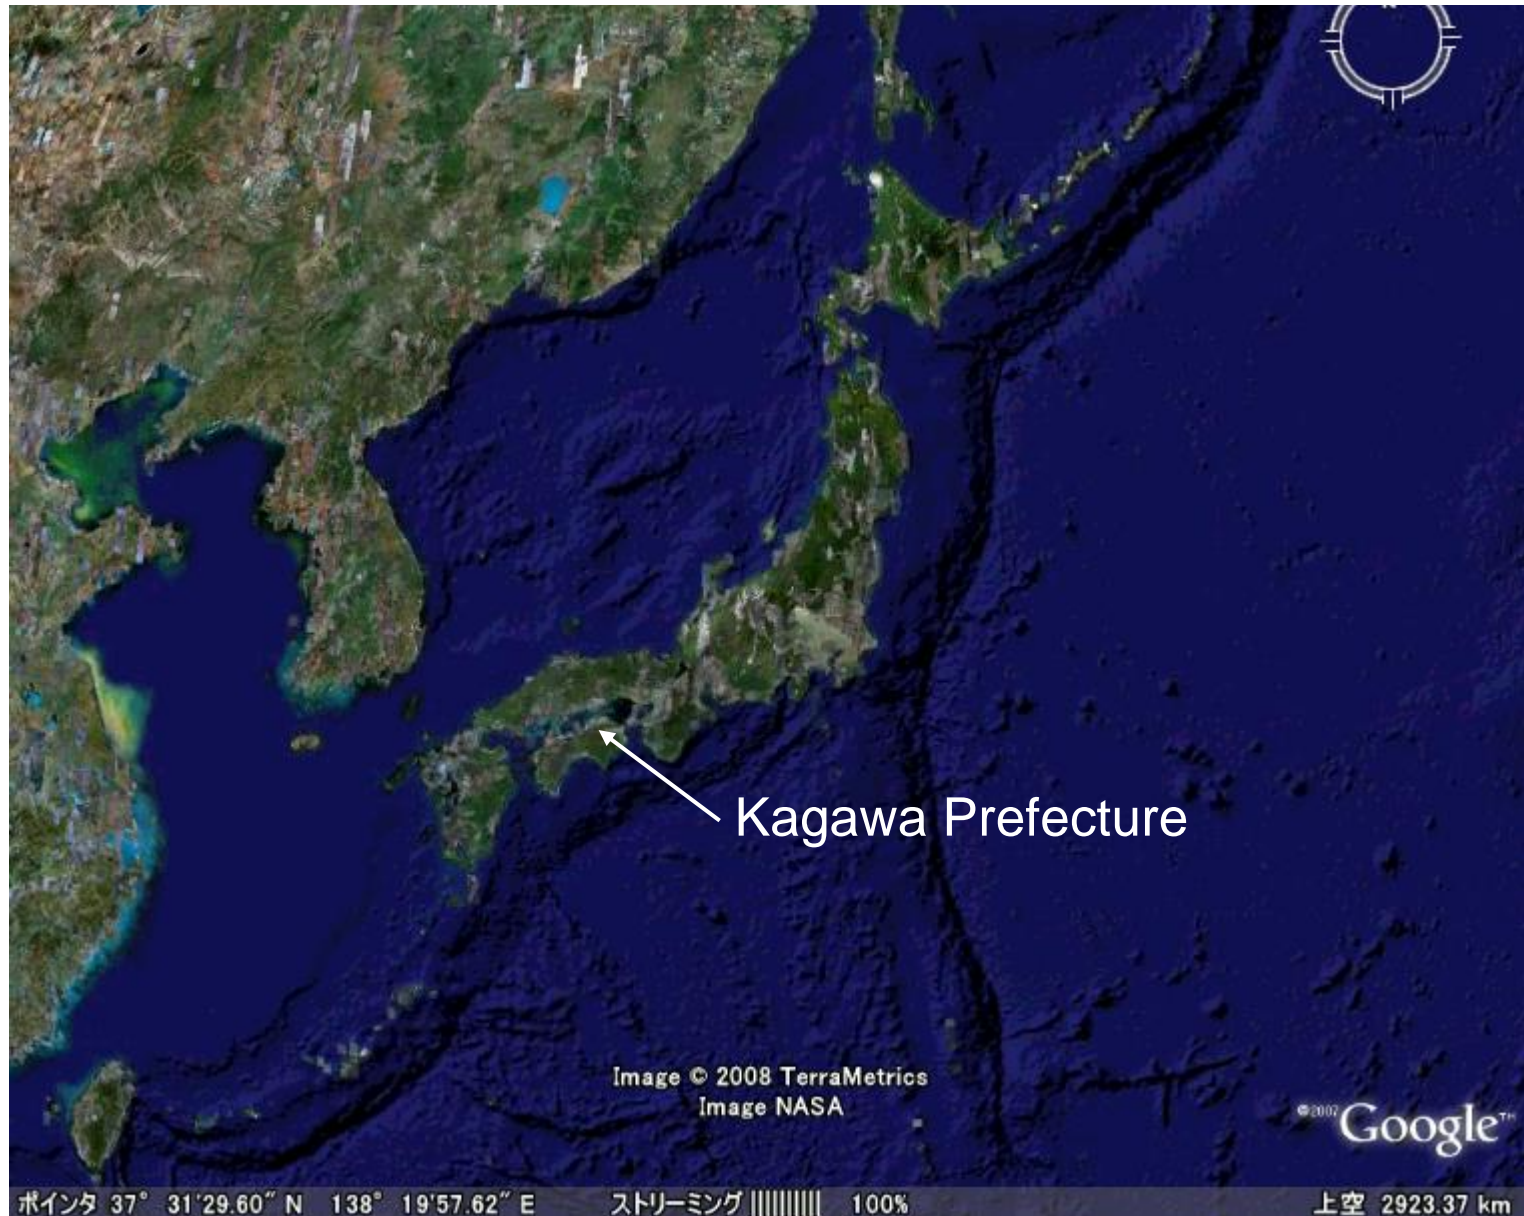 Kagawa Prefecture
Image © 2008 TerraMetrics
Image NASA
©2007 Google™
ポインタ 37° 31'29.60" N 138° 19'57.62" E ストリーミング ||||||||| 100% 上空 2923.37 km